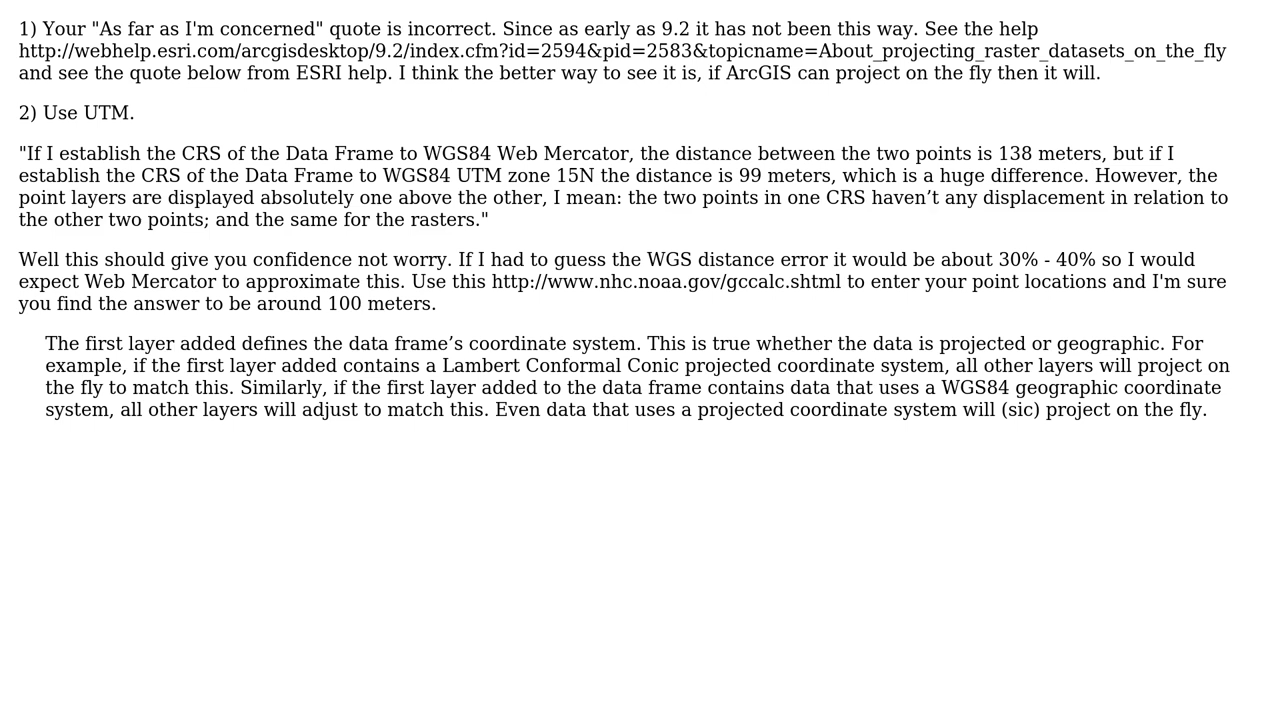 1) Your "As far as I'm concerned" quote is incorrect. Since as early as 9.2 it has not been this way. See the help
http://webhelp.esri.com/arcgisdesktop/9.2/index.cfm?id=2594&pid=2583&topicname=About_projecting_raster_datasets_on_the_fly
and see the quote below from ESRI help. I think the better way to see it is, if ArcGIS can project on the fly then it will.
2) Use UTM.
"If I establish the CRS of the Data Frame to WGS84 Web Mercator, the distance between the two points is 138 meters, but if I
establish the CRS of the Data Frame to WGS84 UTM zone 15N the distance is 99 meters, which is a huge difference. However, the
point layers are displayed absolutely one above the other, I mean: the two points in one CRS haven’t any displacement in relation to
the other two points; and the same for the rasters."
Well this should give you confidence not worry. If I had to guess the WGS distance error it would be about 30% - 40% so I would
expect Web Mercator to approximate this. Use this http://www.nhc.noaa.gov/gccalc.shtml to enter your point locations and I'm sure
you find the answer to be around 100 meters.
The first layer added defines the data frame’s coordinate system. This is true whether the data is projected or geographic. For
example, if the first layer added contains a Lambert Conformal Conic projected coordinate system, all other layers will project on
the fly to match this. Similarly, if the first layer added to the data frame contains data that uses a WGS84 geographic coordinate
system, all other layers will adjust to match this. Even data that uses a projected coordinate system will (sic) project on the fly.